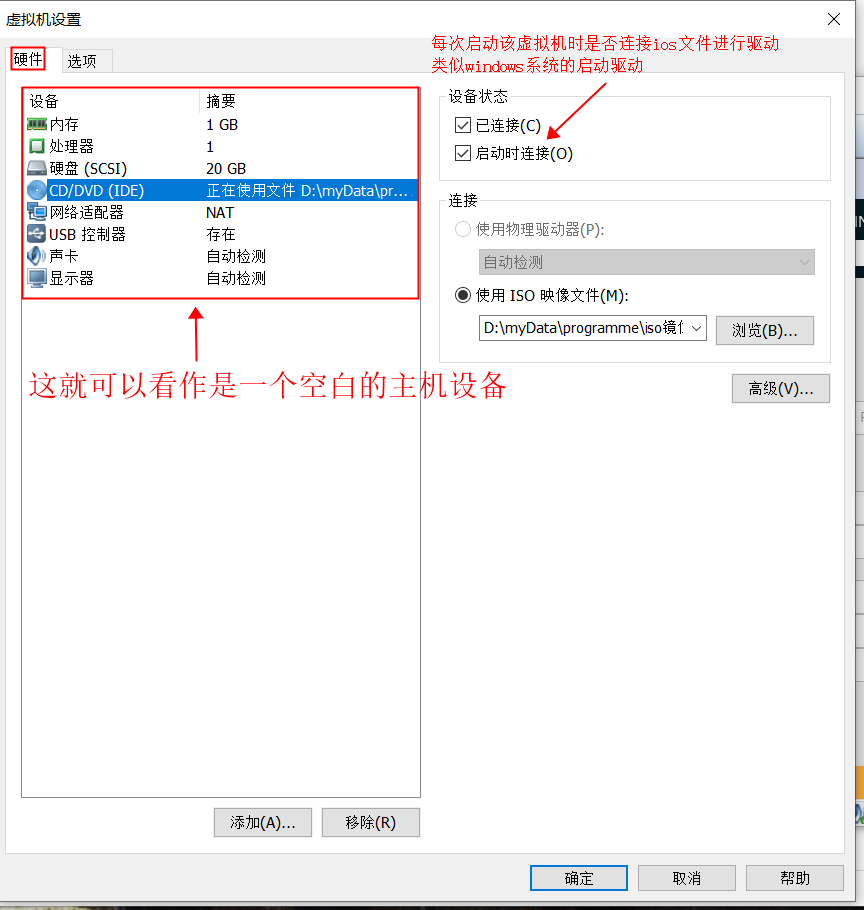 虚拟机设置
每次启动该虚拟机时是否连接ios文件进行驱动
类似windows系统的启动驱动
硬件
选项
设备 摘要
内存 1 GB
处理器 1
硬盘 (SCSI) 20 GB
CD/DVD (IDE) 正在使用文件 D:\myData\pr...
网络适配器 NAT
USB 控制器 存在
声卡 自动检测
显示器 自动检测
这就可以看作是一个空白的主机设备
设备状态
已连接(C)
启动时连接(O)
连接
使用物理驱动器(P):
自动检测
使用 ISO 映像文件(M):
D:\myData\programme\iso镜
浏览(B)...
高级(V)...
添加(A)...
移除(R)
确定
取消
帮助